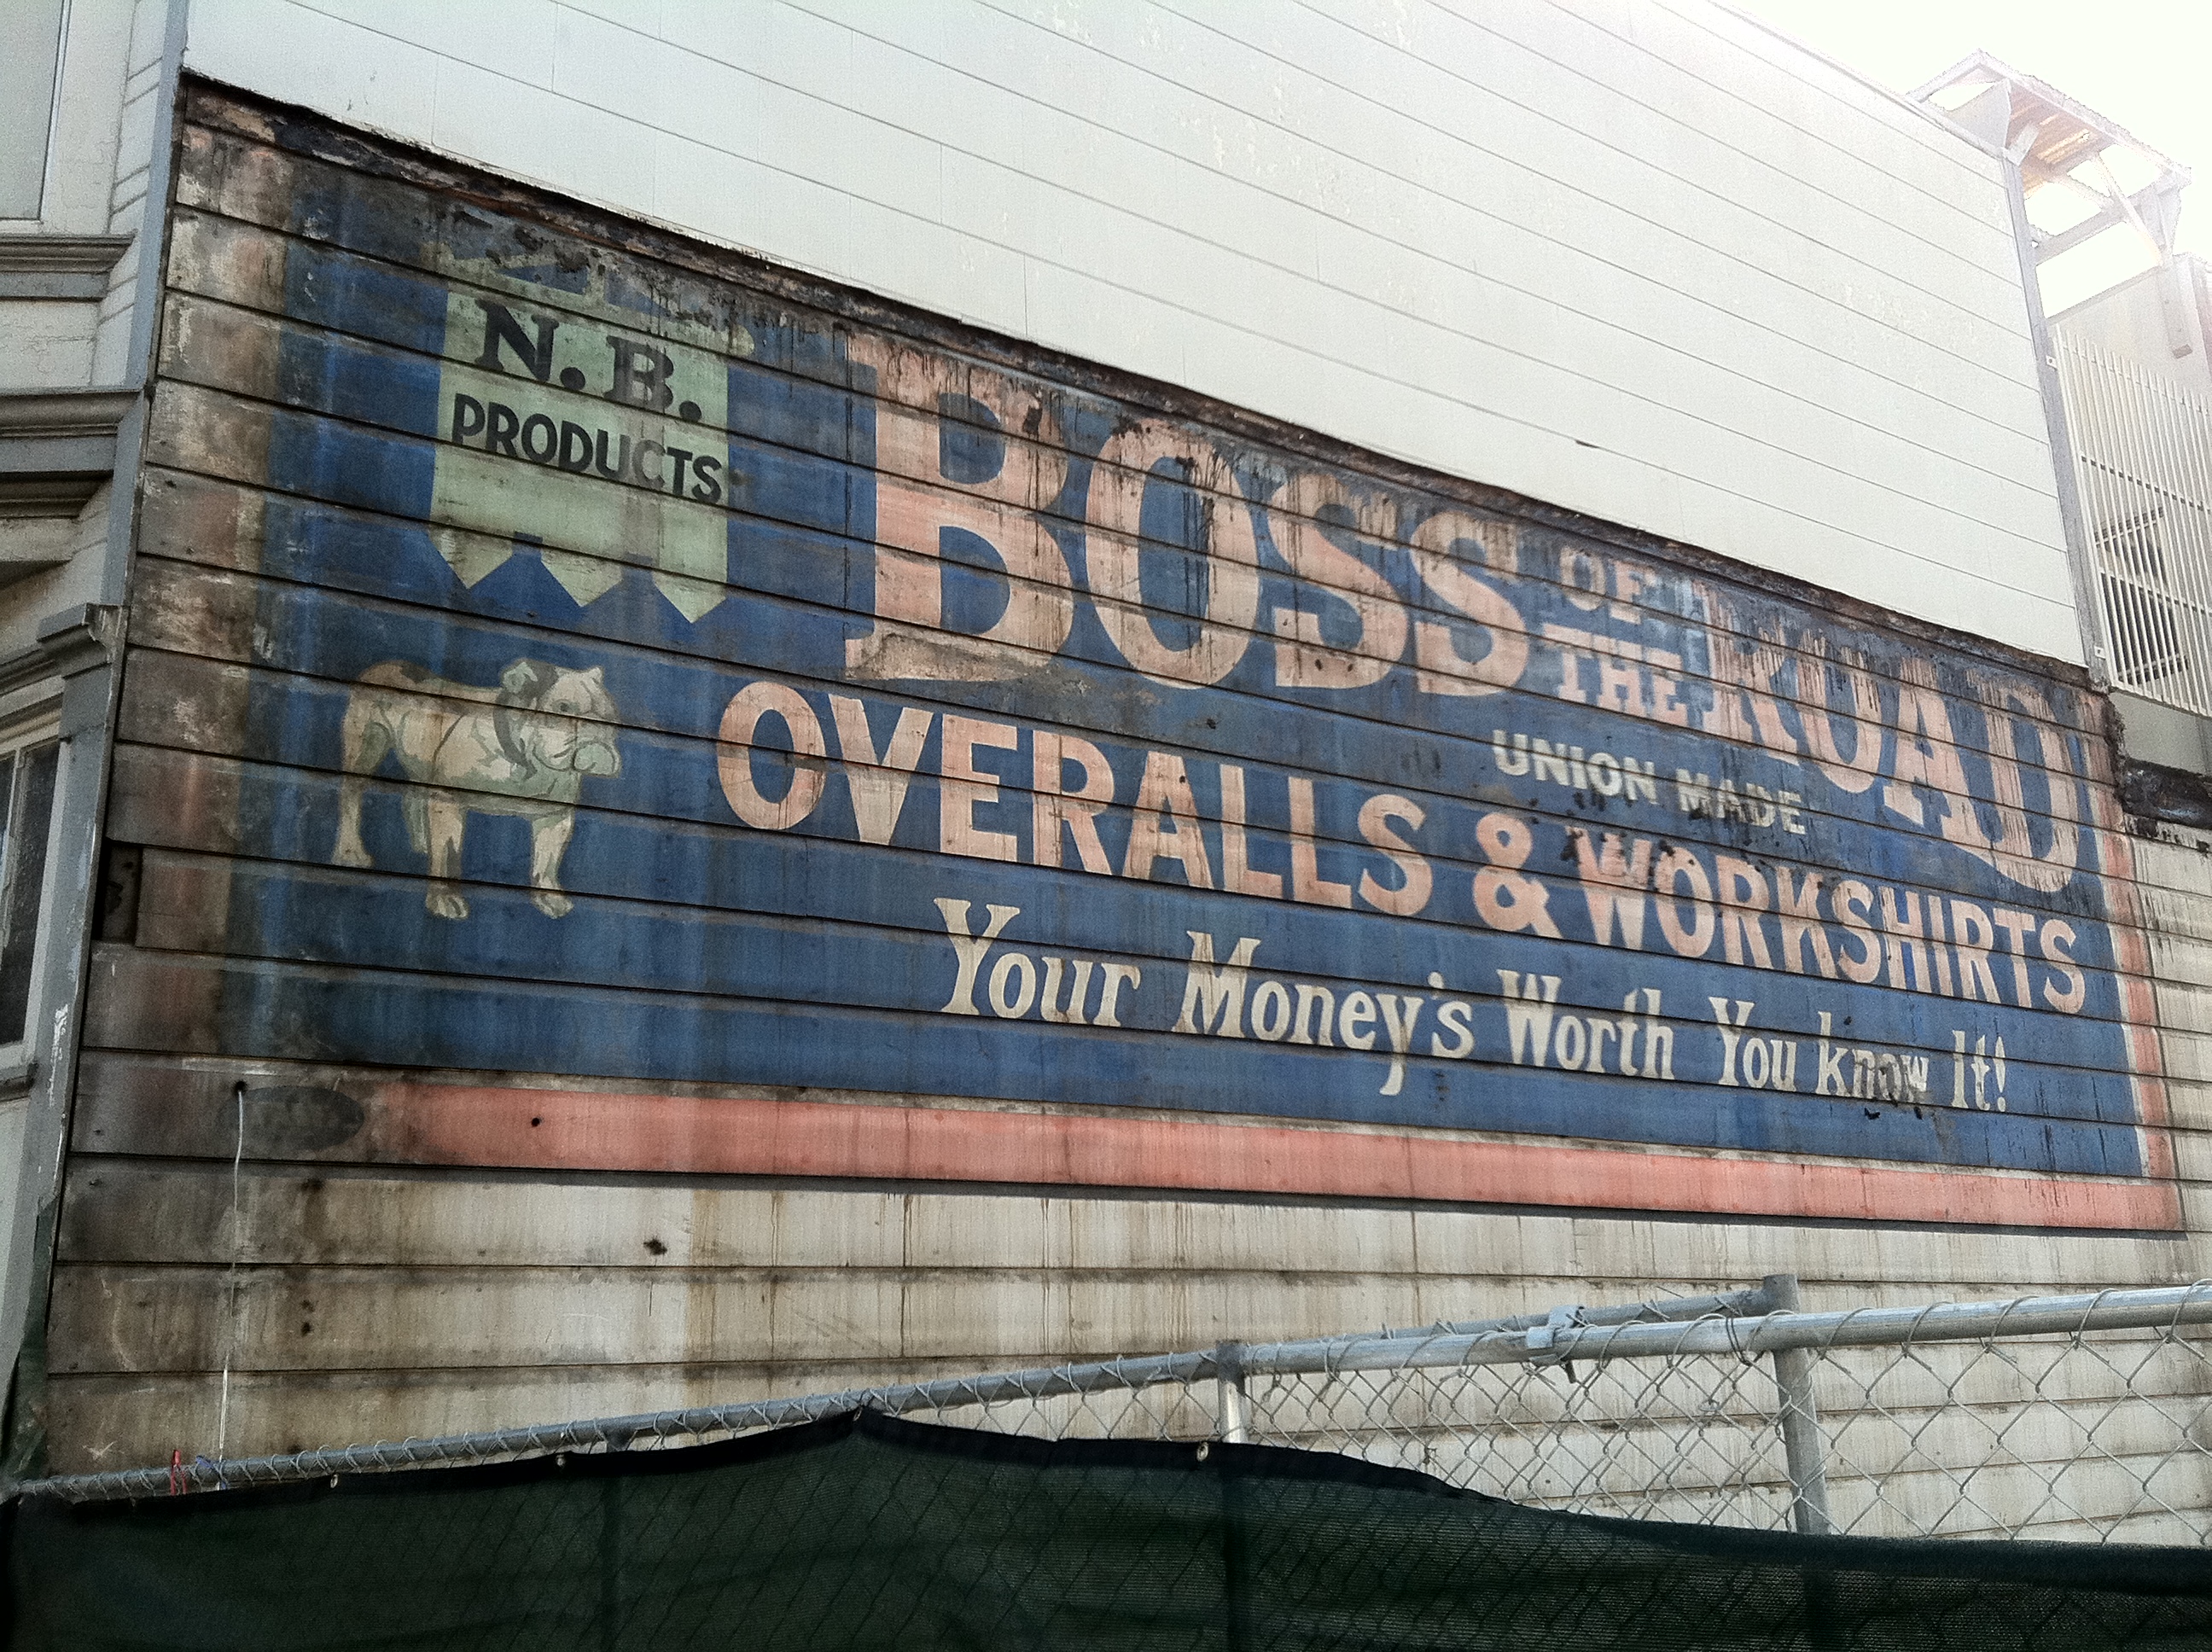 N. B.
PRODUCTS
BOSS OF THE ROAD
UNION MADE
OVERALLS & WORKSHIRTS
Your Money's Worth You know It!